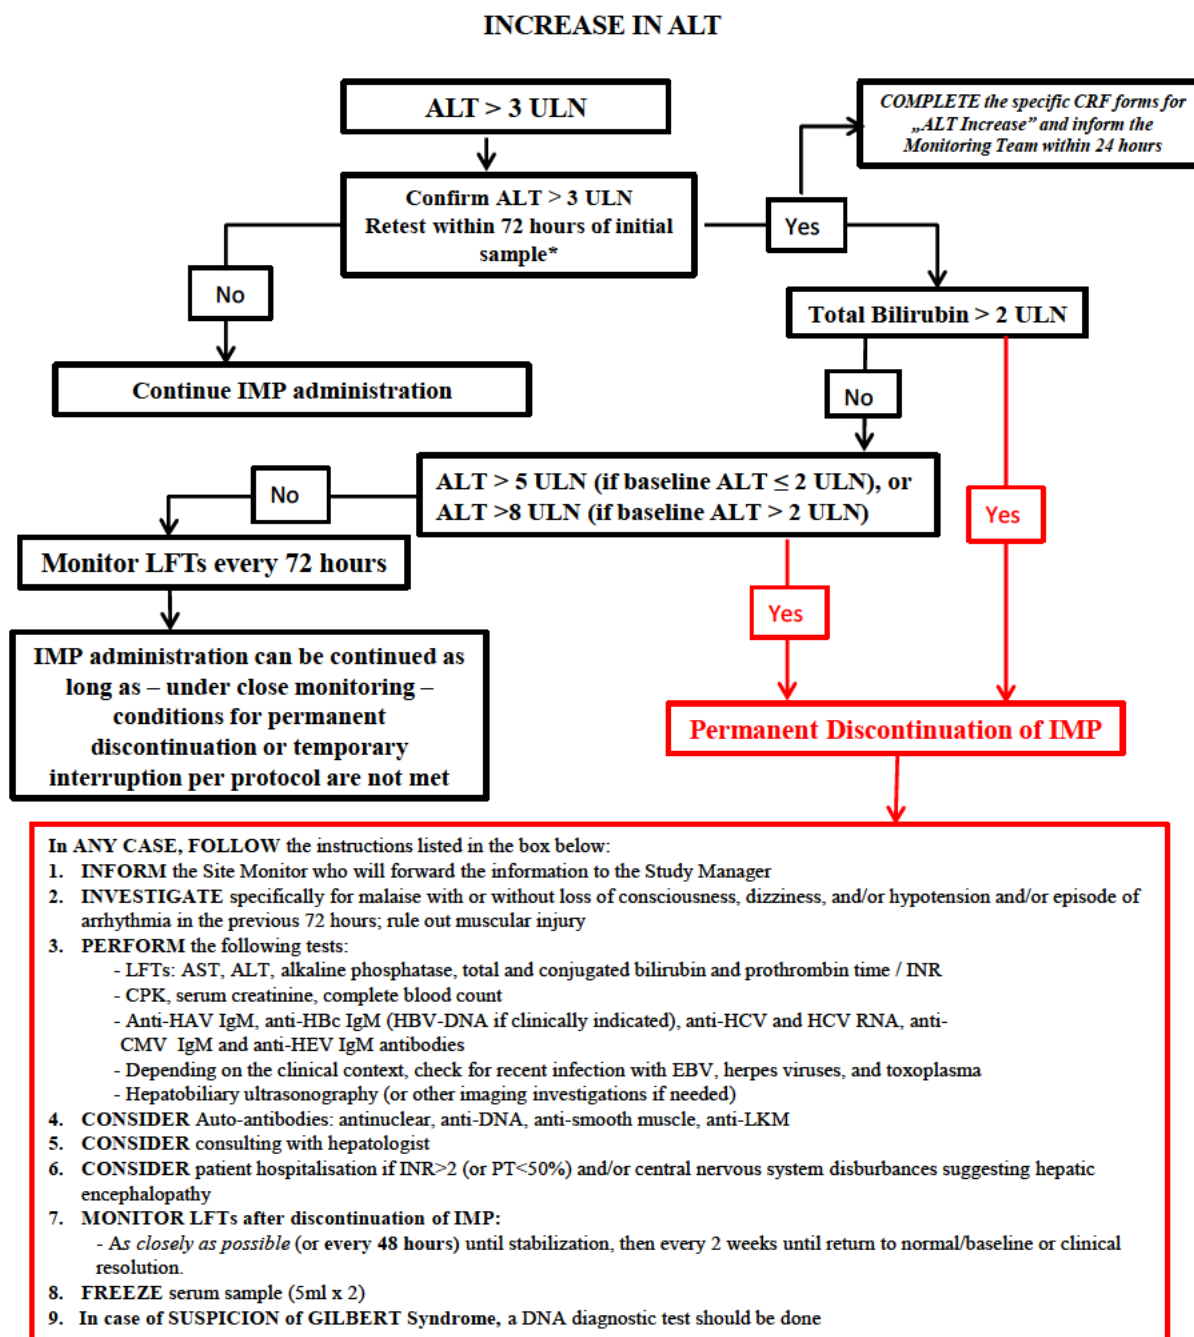 INCREASE IN ALT
ALT > 3 ULN
COMPLETE the specific CRF forms for
„ALT Increase” and inform the
Monitoring Team within 24 hours
Confirm ALT > 3 ULN
Retest within 72 hours of initial
sample*
Yes
No
Total Bilirubin > 2 ULN
Continue IMP administration
No
ALT > 5 ULN (if baseline ALT ≤ 2 ULN), or
ALT >8 ULN (if baseline ALT > 2 ULN)
No
Yes
Monitor LFTs every 72 hours
Yes
IMP administration can be continued as
long as – under close monitoring –
conditions for permanent
discontinuation or temporary
interruption per protocol are not met
Permanent Discontinuation of IMP
In ANY CASE, FOLLOW the instructions listed in the box below:
1. INFORM the Site Monitor who will forward the information to the Study Manager
2. INVESTIGATE specifically for malaise with or without loss of consciousness, dizziness, and/or hypotension and/or episode of
arrhythmia in the previous 72 hours; rule out muscular injury
3. PERFORM the following tests:
- LFTs: AST, ALT, alkaline phosphatase, total and conjugated bilirubin and prothrombin time / INR
- CPK, serum creatinine, complete blood count
- Anti-HAV IgM, anti-HBc IgM (HBV-DNA if clinically indicated), anti-HCV and HCV RNA, anti-
CMV IgM and anti-HEV IgM antibodies
- Depending on the clinical context, check for recent infection with EBV, herpes viruses, and toxoplasma
- Hepatobiliary ultrasonography (or other imaging investigations if needed)
4. CONSIDER Auto-antibodies: antinuclear, anti-DNA, anti-smooth muscle, anti-LKM
5. CONSIDER consulting with hepatologist
6. CONSIDER patient hospitalisation if INR>2 (or PT<50%) and/or central nervous system disburbances suggesting hepatic
encephalopathy
7. MONITOR LFTs after discontinuation of IMP:
- As closely as possible (or every 48 hours) until stabilization, then every 2 weeks until return to normal/baseline or clinical
resolution.
8. FREEZE serum sample (5ml x 2)
9. In case of SUSPICION of GILBERT Syndrome, a DNA diagnostic test should be done